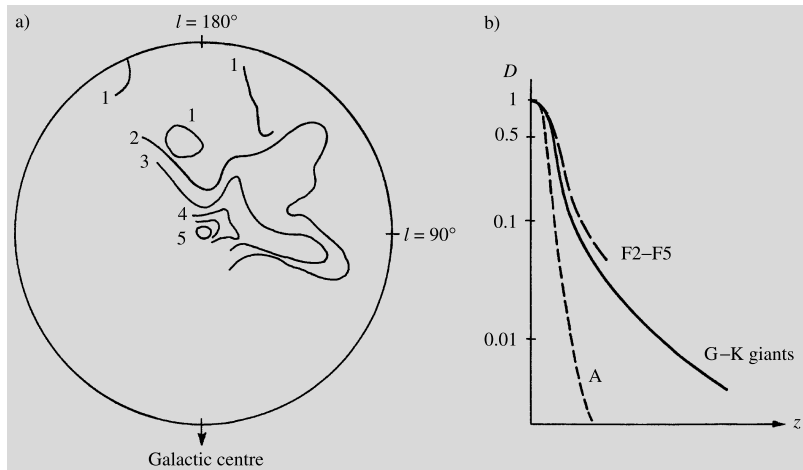 a)
l = 180°
1
1
1
2
3
4
5
l = 90°
Galactic centre
b)
D
1
0.5
0.1
0.01
F2–F5
G–K giants
A
z